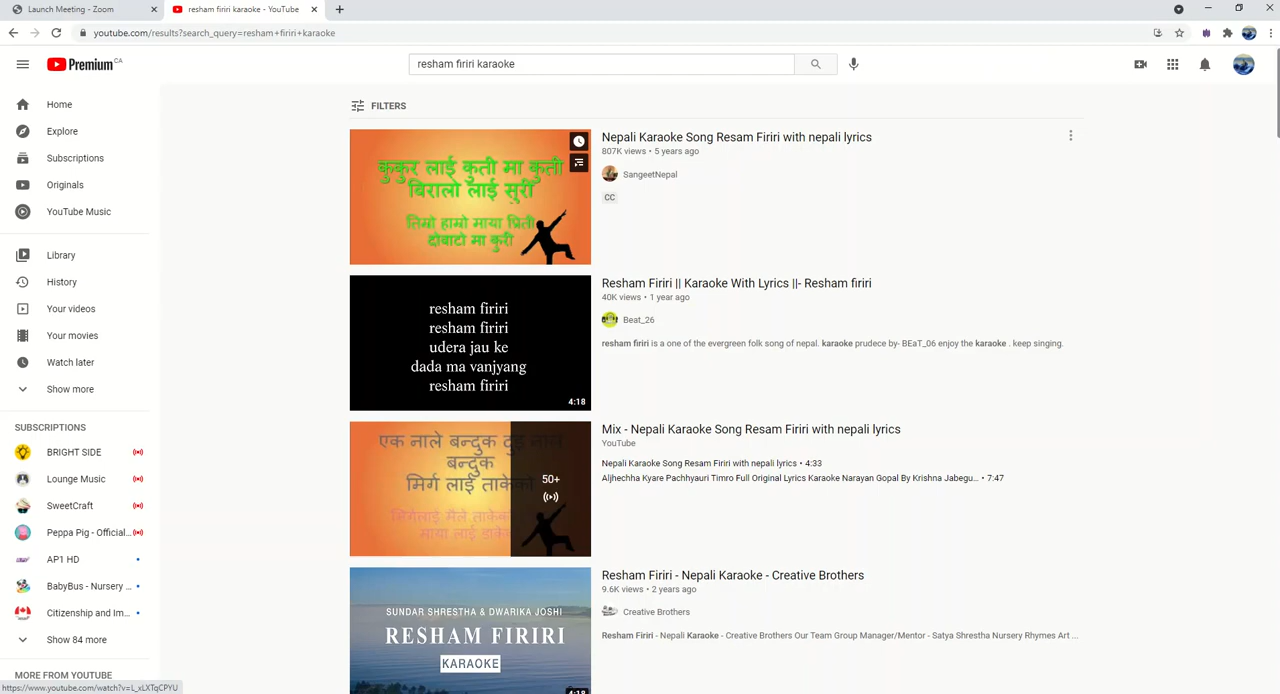 Launch Meeting - Zoom
resham firiri karaoke - YouTube
youtube.com/results?search_query=resham+firiri+karaoke
Premium CA
resham firiri karaoke
Home
Explore
Subscriptions
Originals
YouTube Music
Library
History
Your videos
Your movies
Watch later
Show more
SUBSCRIPTIONS
BRIGHT SIDE
Lounge Music
SweetCraft
Peppa Pig - Official...
AP1 HD
BabyBus - Nursery ...
Citizenship and Im...
Show 84 more
MORE FROM YOUTUBE
https://www.youtube.com/watch?v=L_xLXTqCPYU
FILTERS
कुकुर लाई कुती मा कुती
बिरालो लाई सुरी
तिम्रो हाम्रो माया प्रिती
दोबाटो मा कुरी
Nepali Karaoke Song Resam Firiri with nepali lyrics
807K views • 5 years ago
SangeetNepal
CC
resham firiri
resham firiri
udera jau ke
dada ma vanjyang
resham firiri
4:18
Resham Firiri || Karaoke With Lyrics ||- Resham firiri
40K views • 1 year ago
Beat_26
resham firiri is a one of the evergreen folk song of nepal. karaoke prudece by- BEaT_06 enjoy the karaoke . keep singing.
एक नाले बन्दुक दुइ नाले
बन्दुक
मिर्ग लाई ताकेको
मिर्गलाई मैले ताकेको
माया लाई डाकेको
50+
Mix - Nepali Karaoke Song Resam Firiri with nepali lyrics
YouTube
Nepali Karaoke Song Resam Firiri with nepali lyrics • 4:33
Aljhechha Kyare Pachhyauri Timro Full Original Lyrics Karaoke Narayan Gopal By Krishna Jabegu... • 7:47
SUNDAR SHRESTHA & DWARIKA JOSHI
RESHAM FIRIRI
KARAOKE
4:18
Resham Firiri - Nepali Karaoke - Creative Brothers
9.6K views • 2 years ago
Creative Brothers
Resham Firiri - Nepali Karaoke - Creative Brothers Our Team Group Manager/Mentor - Satya Shrestha Nursery Rhymes Art ...